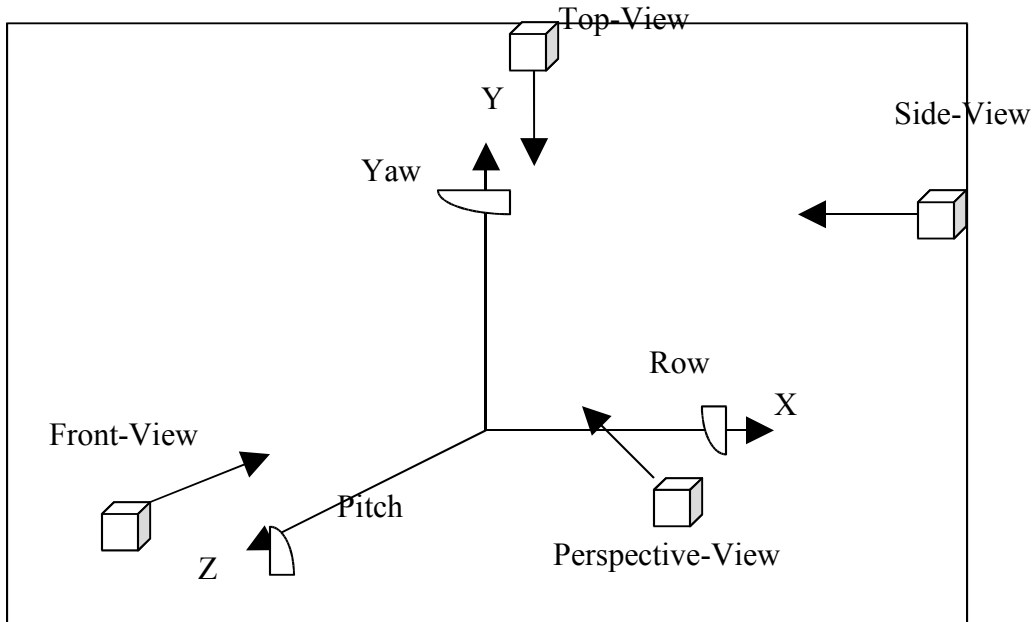 Top-View
Y
Side-View
Yaw
Row
X
Front-View
Pitch
Perspective-View
Z